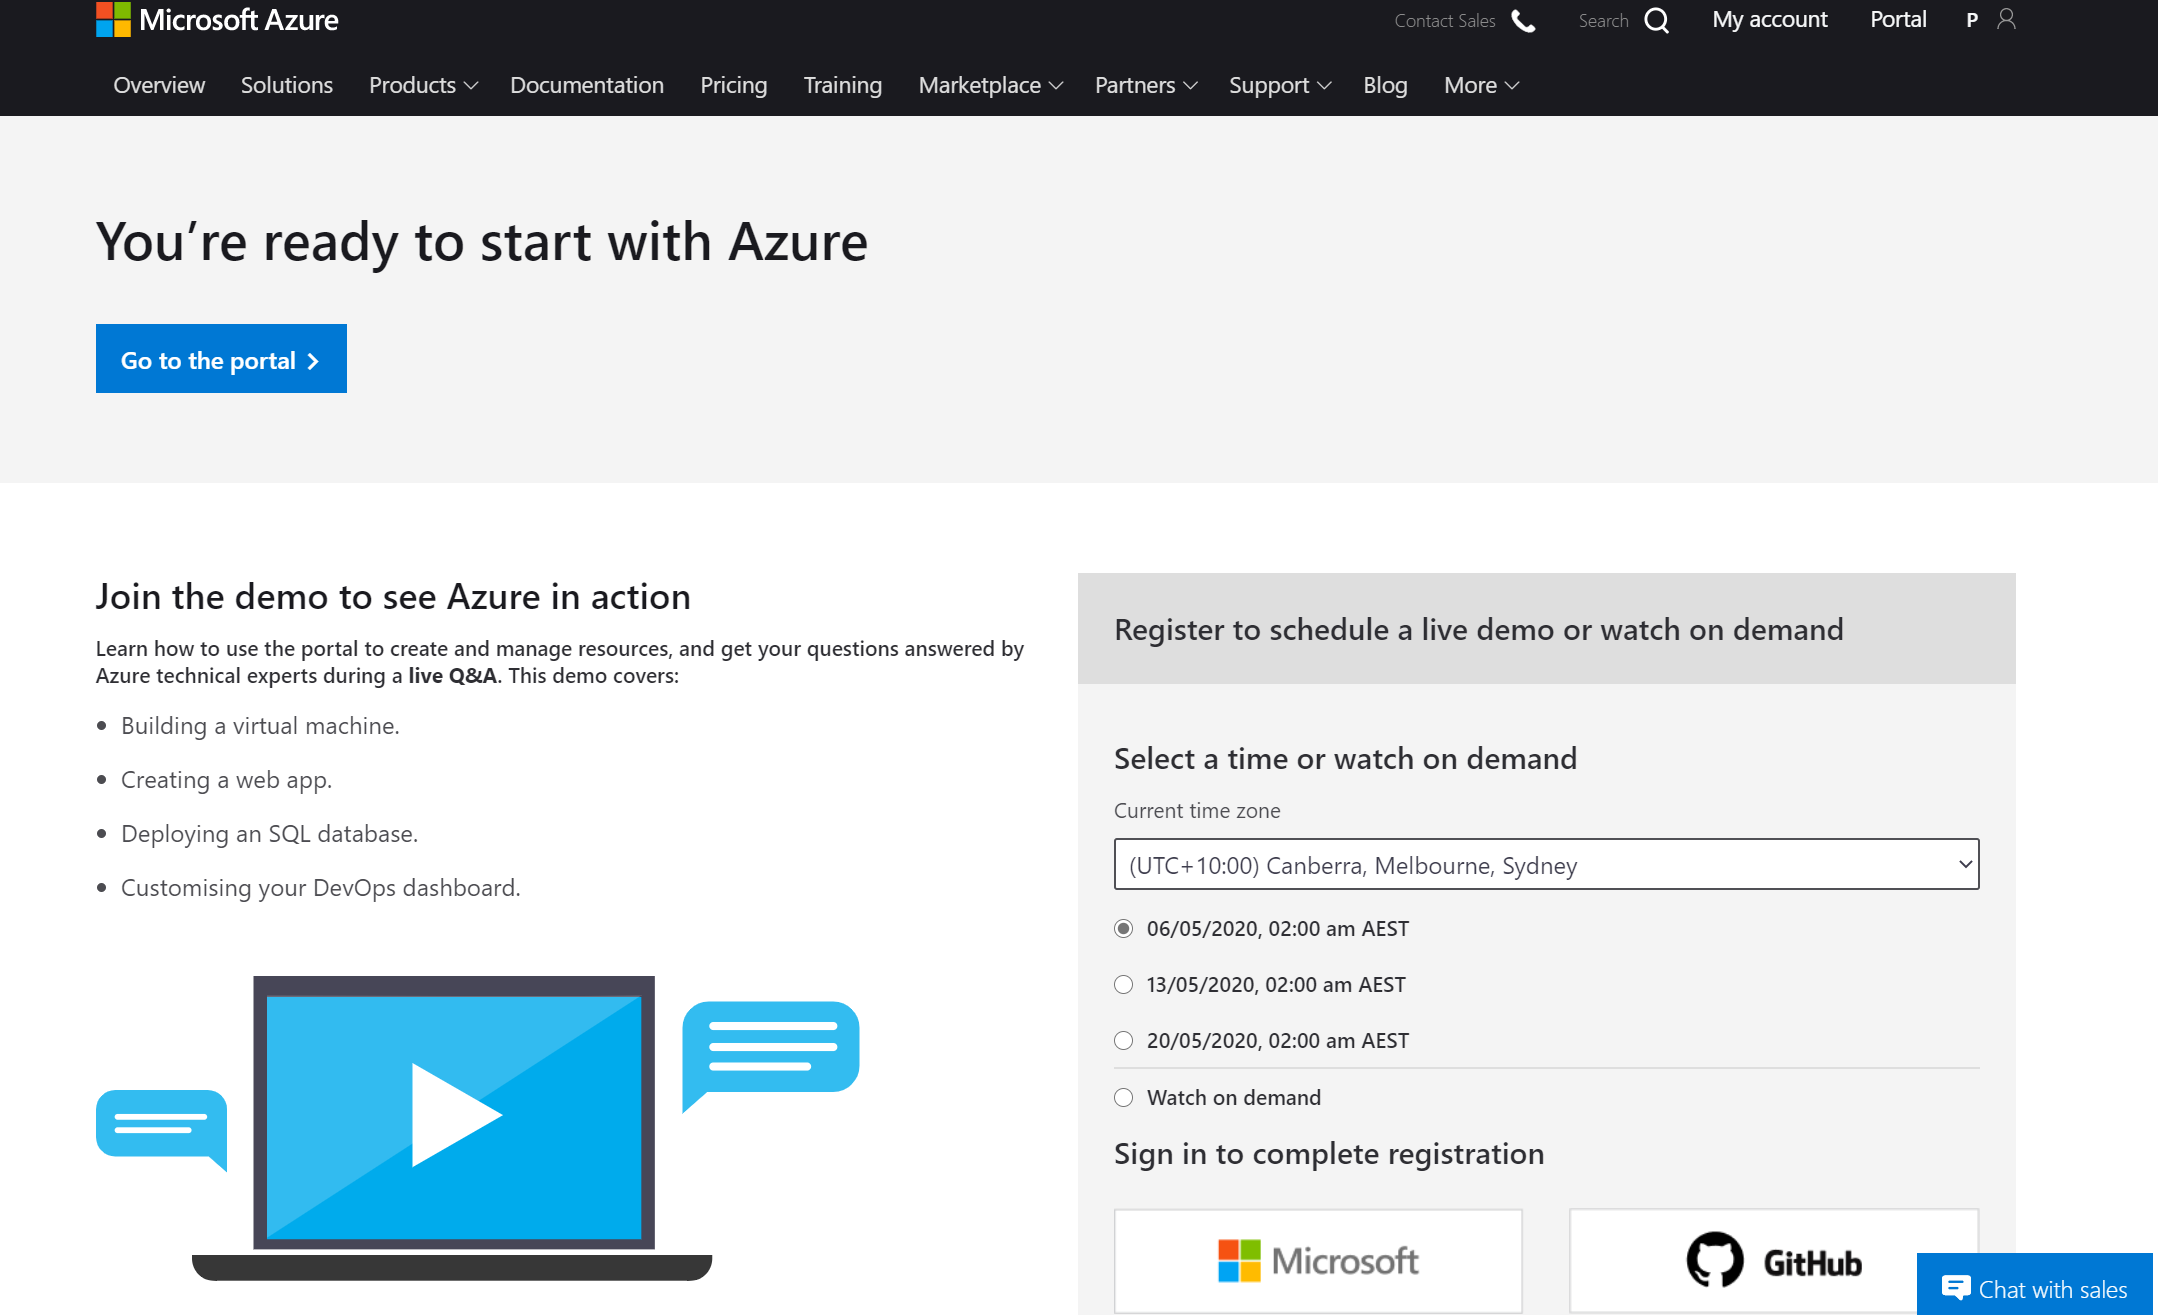 Microsoft Azure
Contact Sales
Search
My account
Portal
P
Overview
Solutions
Products
Documentation
Pricing
Training
Marketplace
Partners
Support
Blog
More
You're ready to start with Azure
Go to the portal
Join the demo to see Azure in action
Learn how to use the portal to create and manage resources, and get your questions answered by
Azure technical experts during a live Q&A. This demo covers:
Building a virtual machine.
Creating a web app.
Deploying an SQL database.
Customising your DevOps dashboard.
Register to schedule a live demo or watch on demand
Select a time or watch on demand
Current time zone
(UTC+10:00) Canberra, Melbourne, Sydney
06/05/2020, 02:00 am AEST
13/05/2020, 02:00 am AEST
20/05/2020, 02:00 am AEST
Watch on demand
Sign in to complete registration
Microsoft
GitHub
Chat with sales